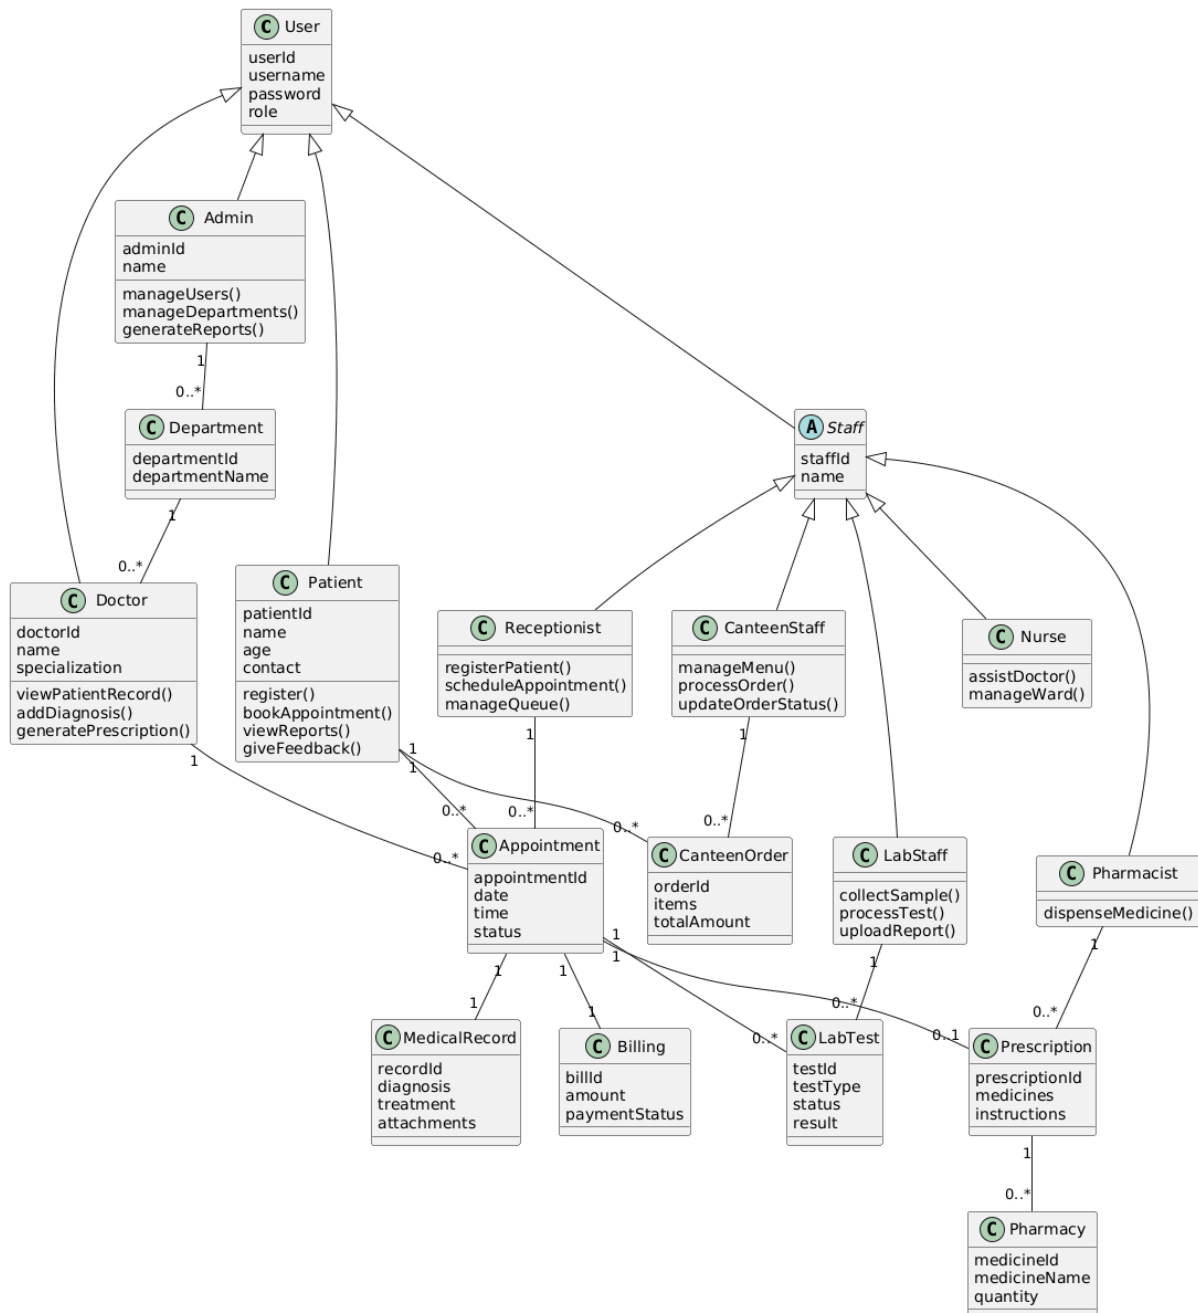 C User
userId
username
password
role
C Admin
adminId
name
manageUsers()
manageDepartments()
generateReports()
1
0..*
C Department
departmentId
departmentName
1
0..*
A Staff
staffId
name
C Doctor
doctorId
name
specialization
viewPatientRecord()
addDiagnosis()
generatePrescription()
1
0..*
C Patient
patientId
name
age
contact
register()
bookAppointment()
viewReports()
giveFeedback()
1
1
0..*
0..*
C Receptionist
registerPatient()
scheduleAppointment()
manageQueue()
1
0..*
C CanteenStaff
manageMenu()
processOrder()
updateOrderStatus()
1
0..*
C Nurse
assistDoctor()
manageWard()
C Appointment
appointmentId
date
time
status
1
1
1
1
C CanteenOrder
orderId
items
totalAmount
C LabStaff
collectSample()
processTest()
uploadReport()
1
0..*
C Pharmacist
dispenseMedicine()
1
0..*
1
1
0..*
0..1
C MedicalRecord
recordId
diagnosis
treatment
attachments
C Billing
billId
amount
paymentStatus
C LabTest
testId
testType
status
result
C Prescription
prescriptionId
medicines
instructions
1
0..*
C Pharmacy
medicineId
medicineName
quantity